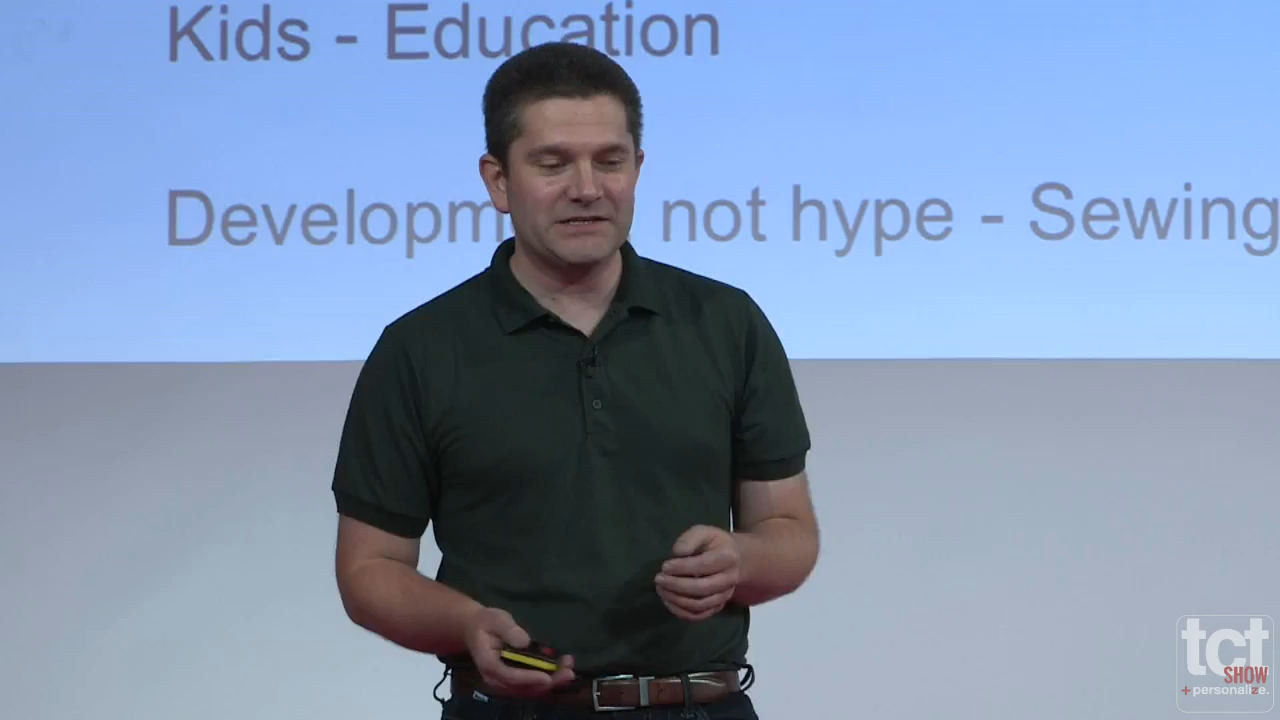 Kids - Education
Developm not hype - Sewing
tct
SHOW
+personalize.